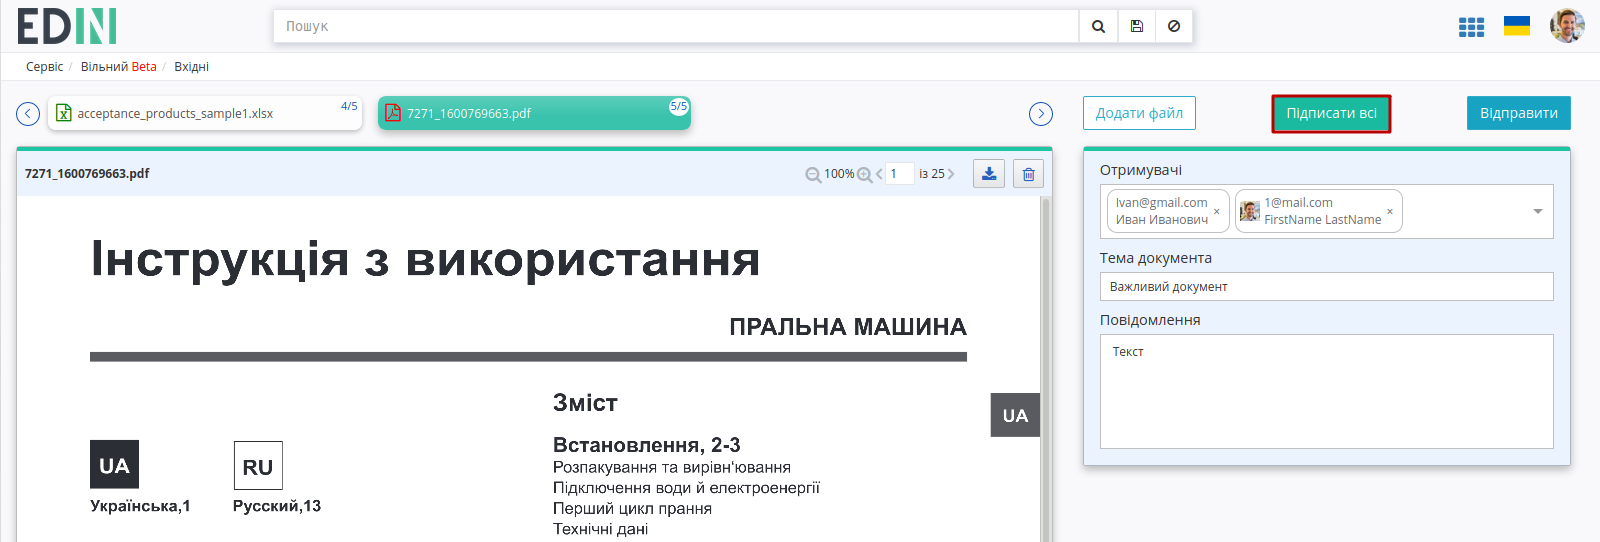 EDIN
Пошук
Сервіс / Вільний Beta / Вхідні
acceptance_products_sample1.xlsx 4/5
7271_1600769663.pdf 5/5
Додати файл
Підписати всі
Відправити
7271_1600769663.pdf
100%
1 із 25
Інструкція з використання
ПРАЛЬНА МАШИНА
UA
Українська,1
RU
Русский,13
Зміст
Встановлення, 2-3
Розпакування та вирівн'ювання
Підключення води й електроенергії
Перший цикл прання
Технічні дані
UA
Отримувачі
Ivan@gmail.com
Иван Иванович ×
1@mail.com
FirstName LastName ×
Тема документа
Важливий документ
Повідомлення
Текст